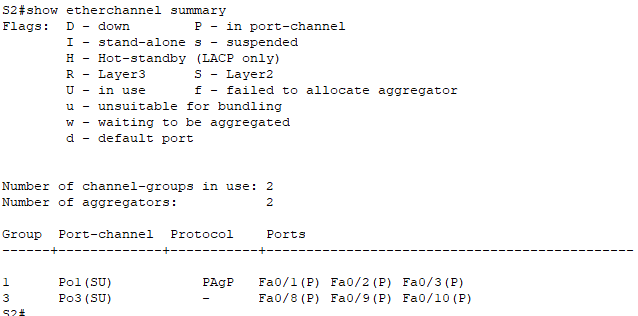 S2#show etherchannel summary
Flags:  D - down        P - in port-channel
        I - stand-alone s - suspended
        H - Hot-standby (LACP only)
        R - Layer3      S - Layer2
        U - in use      f - failed to allocate aggregator
        u - unsuitable for bundling
        w - waiting to be aggregated
        d - default port
Number of channel-groups in use: 2
Number of aggregators:           2
Group  Port-channel  Protocol    Ports
------+-------------+-----------+----------------------------------------------
1      Po1(SU)           PAgP   Fa0/1(P) Fa0/2(P) Fa0/3(P)
3      Po3(SU)           -      Fa0/8(P) Fa0/9(P) Fa0/10(P)
S2#